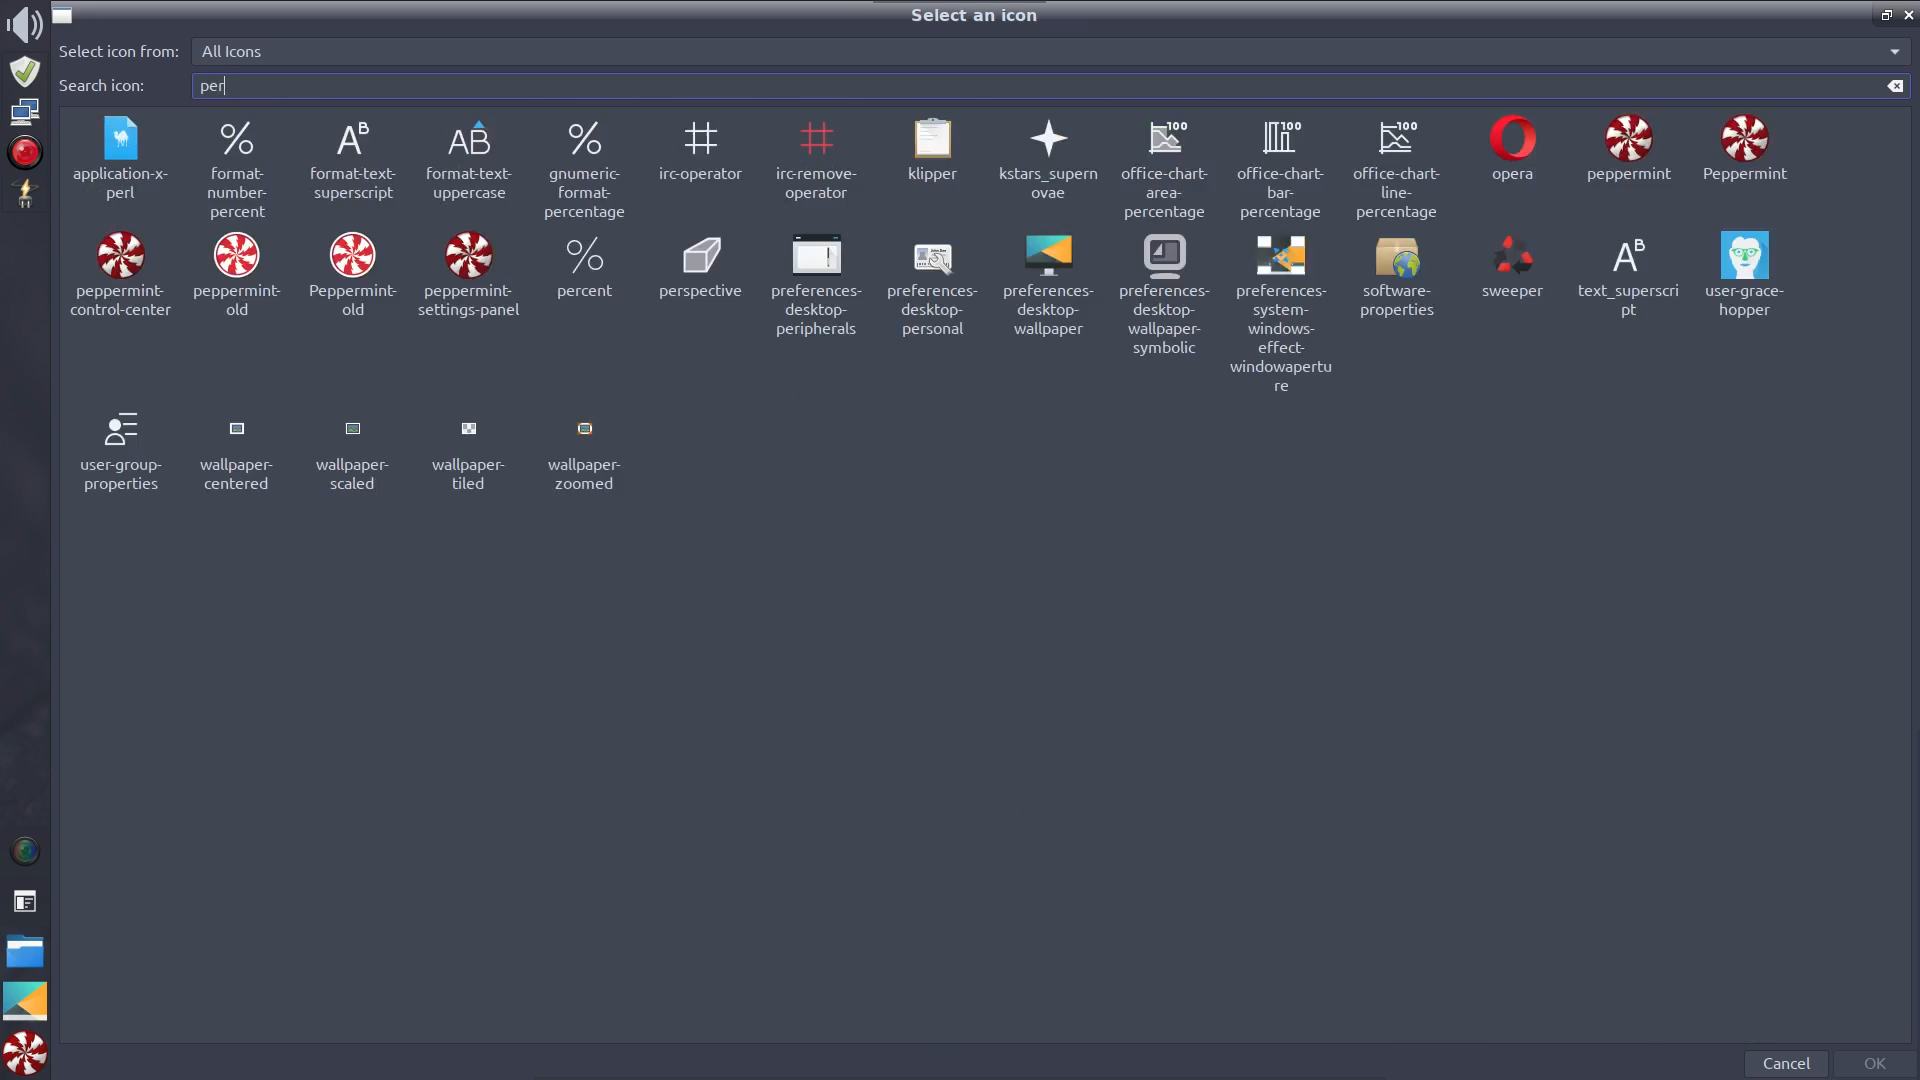 Select an icon
Select icon from:
All Icons
Search icon:
per
application-x-
perl
format-
number-
percent
format-text-
superscript
format-text-
uppercase
gnumeric-
format-
percentage
irc-operator
irc-remove-
operator
klipper
kstars_supern
ovae
office-chart-
area-
percentage
office-chart-
bar-
percentage
office-chart-
line-
percentage
opera
peppermint
Peppermint
peppermint-
control-center
peppermint-
old
Peppermint-
old
peppermint-
settings-panel
percent
perspective
preferences-
desktop-
peripherals
preferences-
desktop-
personal
preferences-
desktop-
wallpaper
preferences-
desktop-
wallpaper-
symbolic
preferences-
system-
windows-
effect-
windowapertu
re
software-
properties
sweeper
text_superscri
pt
user-grace-
hopper
user-group-
properties
wallpaper-
centered
wallpaper-
scaled
wallpaper-
tiled
wallpaper-
zoomed
Cancel
OK